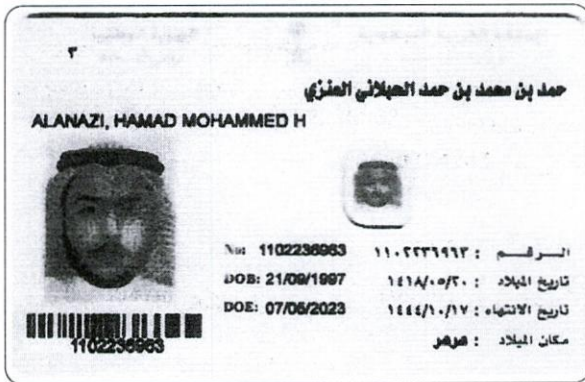 ٣
حمد بن محمد بن حمد العنزي
ALANAZI, HAMAD MOHAMMED H
No: 1102236963 الرقم : ١١٠٢٢٣٦٩٦٣
DOB: 21/09/1997 تاريخ الميلاد : ١٤١٨/٠٥/٢٠
DOE: 07/05/2023 تاريخ الانتهاء : ١٤٤٤/١٠/١٧
مكان الميلاد : عرعر
1102236963